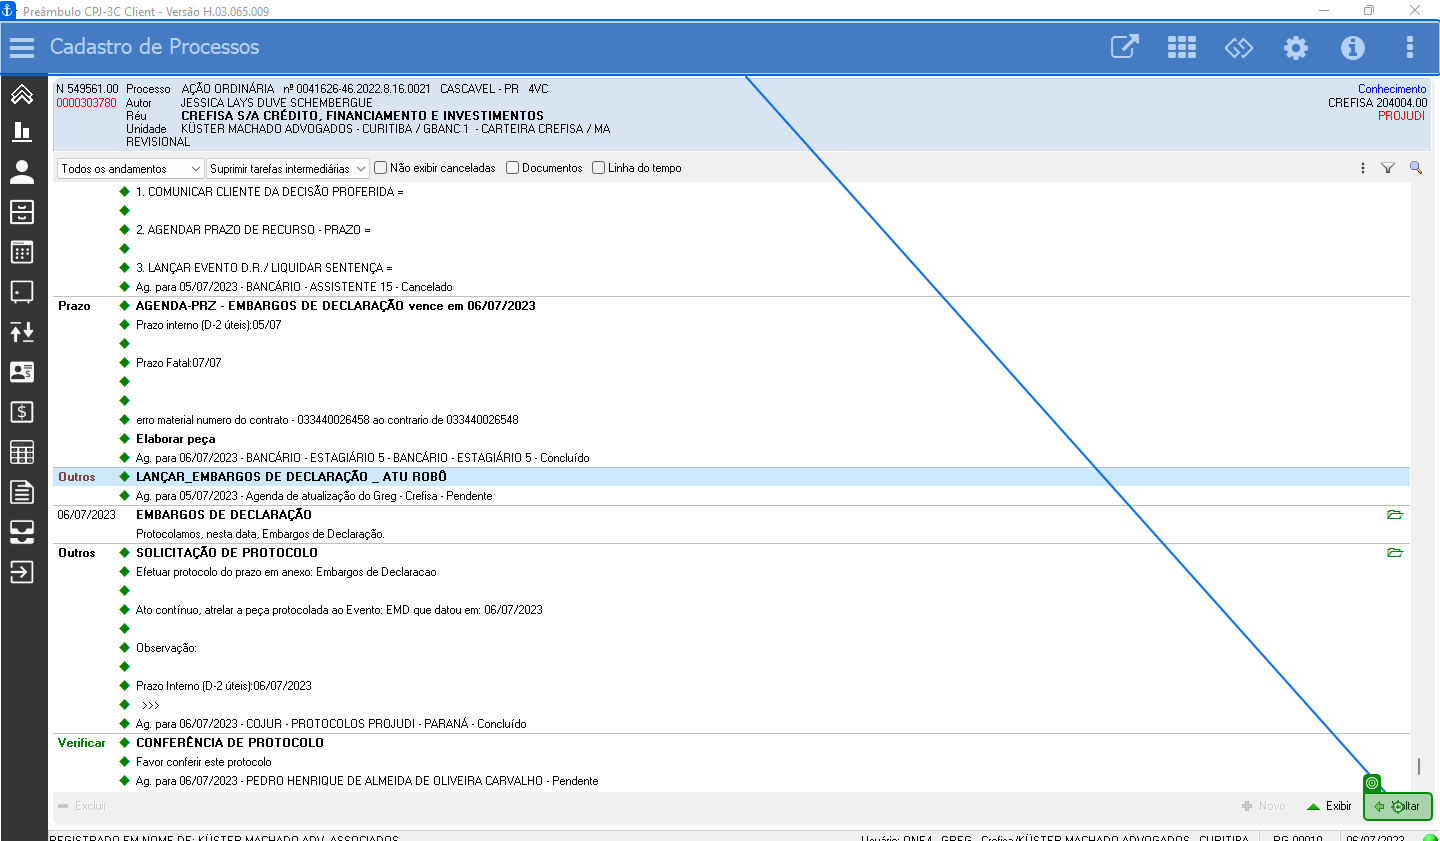 Preâmbulo CPJ-3C Client - Versão H.03.065.009
Cadastro de Processos
N 549561.00 Processo AÇÃO ORDINÁRIA nº 0041626-46.2022.8.16.0021 CASCAVEL - PR 4VC Conhecimento
0000303780 Autor JESSICA LAYS DUVE SCHEMBERGUE CREFISA 204004.00
Réu CREFISA S/A CRÉDITO, FINANCIAMENTO E INVESTIMENTOS PROJUDI
Unidade KÜSTER MACHADO ADVOGADOS - CURITIBA / GBANC 1 - CARTEIRA CREFISA / MA
REVISIONAL
Todos os andamentos Suprimir tarefas intermediárias Não exibir canceladas Documentos Linha do tempo
1. COMUNICAR CLIENTE DA DECISÃO PROFERIDA =
2. AGENDAR PRAZO DE RECURSO - PRAZO =
3. LANÇAR EVENTO D.R./ LIQUIDAR SENTENÇA =
Ag. para 05/07/2023 - BANCÁRIO - ASSISTENTE 15 - Cancelado
Prazo AGENDA-PRZ - EMBARGOS DE DECLARAÇÃO vence em 06/07/2023
Prazo interno (D-2 úteis):05/07
Prazo Fatal:07/07
erro material numero do contrato - 033440026458 ao contrario de 033440026548
Elaborar peça
Ag. para 06/07/2023 - BANCÁRIO - ESTAGIÁRIO 5 - BANCÁRIO - ESTAGIÁRIO 5 - Concluído
Outros LANÇAR_EMBARGOS DE DECLARAÇÃO _ ATU ROBÔ
Ag. para 05/07/2023 - Agenda de atualização do Greg - Crefisa - Pendente
06/07/2023 EMBARGOS DE DECLARAÇÃO
Protocolamos, nesta data, Embargos de Declaração.
Outros SOLICITAÇÃO DE PROTOCOLO
Efetuar protocolo do prazo em anexo: Embargos de Declaracao
Ato contínuo, atrelar a peça protocolada ao Evento: EMD que datou em: 06/07/2023
Observação:
Prazo Interno (D-2 úteis):06/07/2023
>>>
Ag. para 06/07/2023 - COJUR - PROTOCOLOS PROJUDI - PARANÁ - Concluído
Verificar CONFERÊNCIA DE PROTOCOLO
Favor conferir este protocolo
Ag. para 06/07/2023 - PEDRO HENRIQUE DE ALMEIDA DE OLIVEIRA CARVALHO - Pendente
Excluir Novo Exibir Voltar
REGISTRADO EM NOME DE: KÜSTER MACHADO ADV. ASSOCIADOS Usuário: ONE4 - GREG - Crefisa/KÜSTER MACHADO ADVOGADOS - CURITIBA 06/07/2023